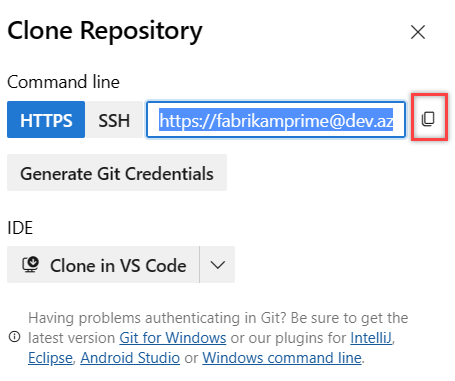 Clone Repository
Command line
HTTPS SSH https://fabrikamprime@dev.az
Generate Git Credentials
IDE
Clone in VS Code
Having problems authenticating in Git? Be sure to get the
latest version Git for Windows or our plugins for IntelliJ,
Eclipse, Android Studio or Windows command line.